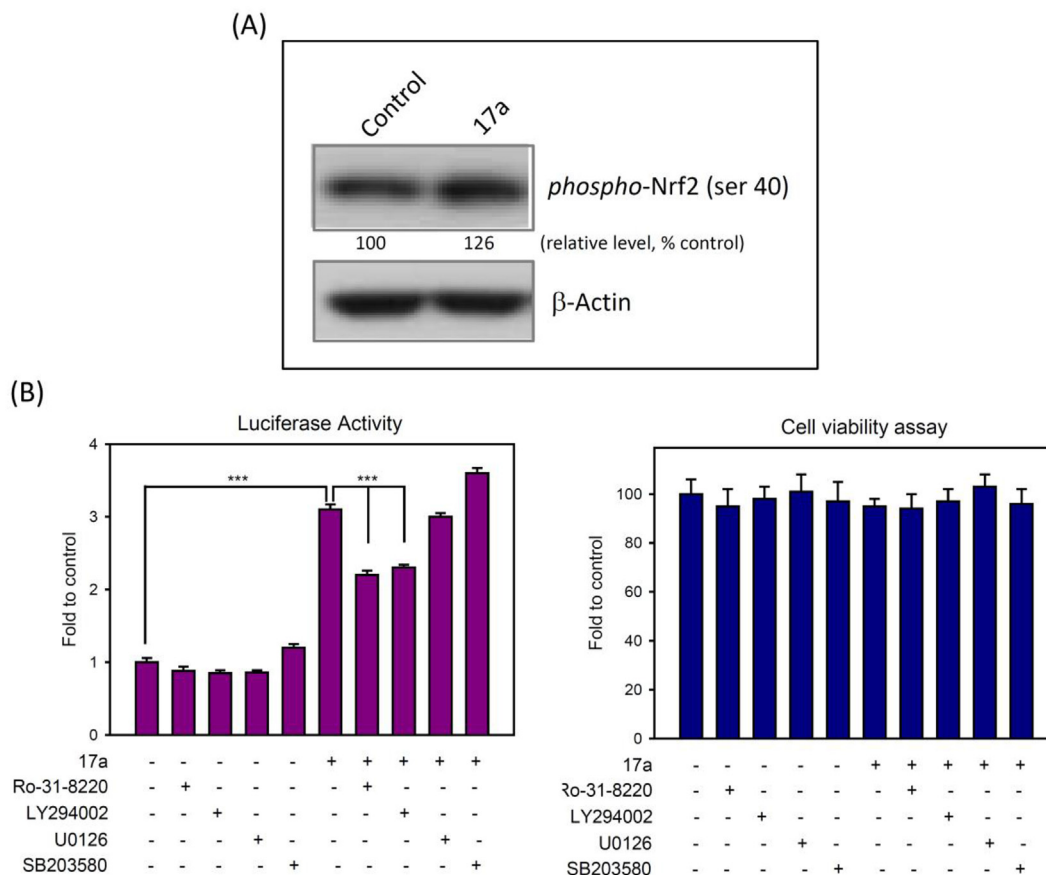 (A)
Control 17a
phospho-Nrf2 (ser 40)
100 126 (relative level, % control)
β-Actin
(B)
Luciferase Activity
Fold to control
4
3
2
1
0
*** ***
17a - - - - - + + + + +
Ro-31-8220 - + - - - - + - - -
LY294002 - - + - - - - + - -
U0126 - - - + - - - - + -
SB203580 - - - - + - - - - +
Cell viability assay
Fold to control
100
80
60
40
20
0
17a - - - - - + + + + +
Ro-31-8220 - + - - - - + - - -
LY294002 - - + - - - - + - -
U0126 - - - + - - - - + -
SB203580 - - - - + - - - - +